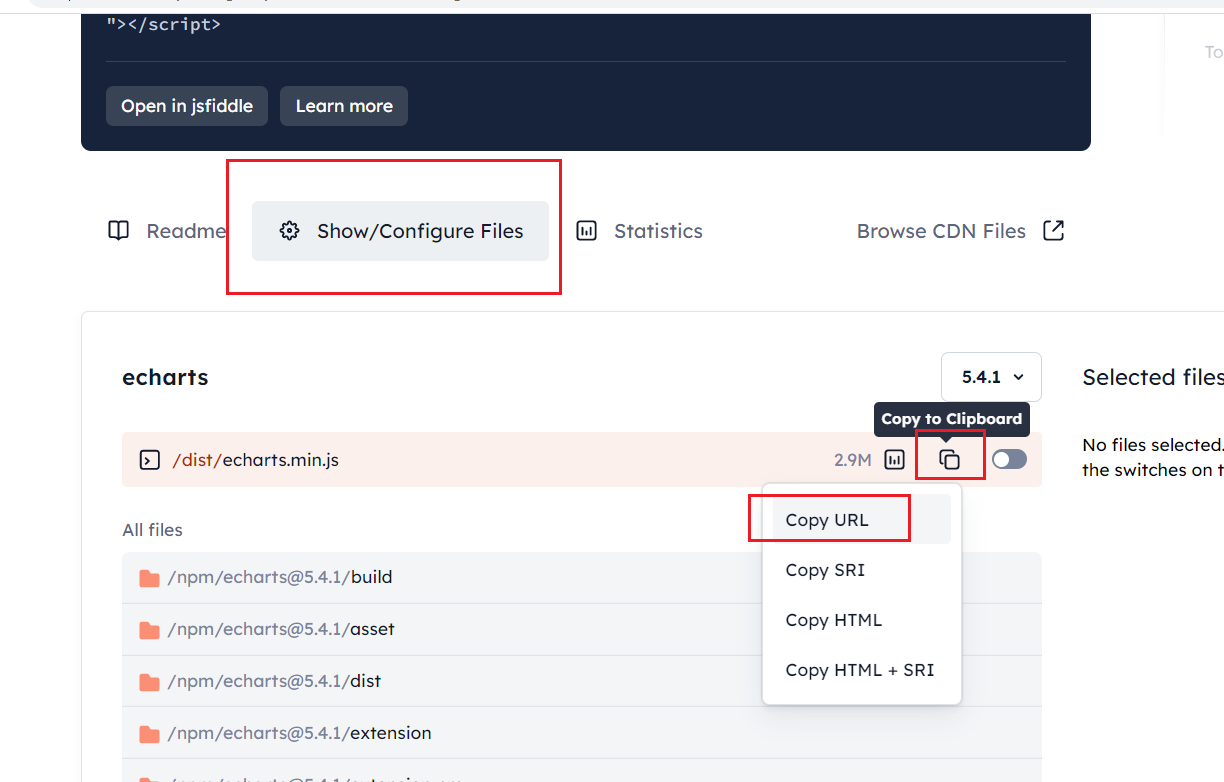 "></script>
Open in jsfiddle
Learn more
To
Readme
Show/Configure Files
Statistics
Browse CDN Files
echarts
5.4.1
Selected files
Copy to Clipboard
/dist/echarts.min.js
2.9M
No files selected.
the switches on t
Copy URL
All files
Copy SRI
/npm/echarts@5.4.1/build
Copy HTML
/npm/echarts@5.4.1/asset
Copy HTML + SRI
/npm/echarts@5.4.1/dist
/npm/echarts@5.4.1/extension